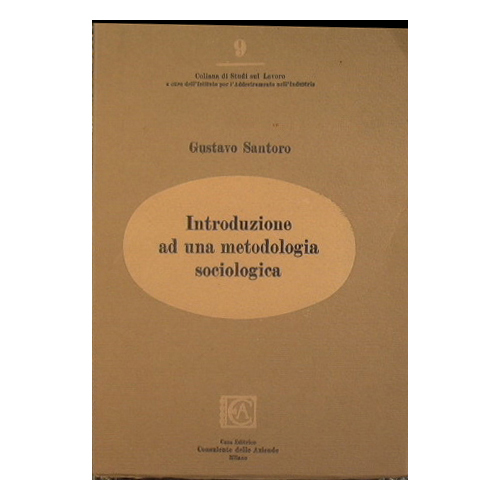 9
Collana di Studi sul Lavoro
a cura dell'Istituto per l'Addestramento nell'Industria
Gustavo Santoro
Introduzione
ad una metodologia
sociologica
CA
Casa Editrice
Consulente delle Aziende
Milano